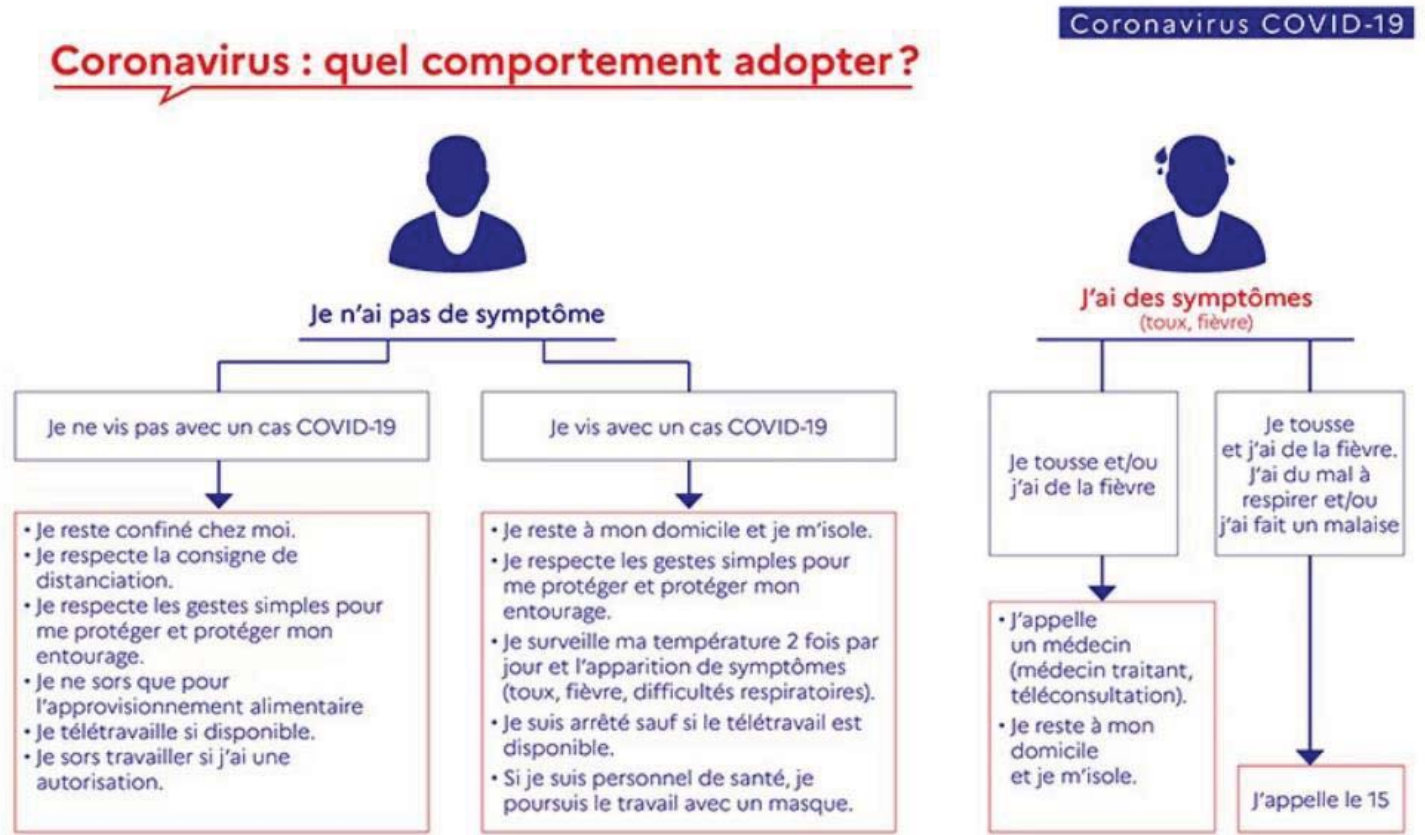 Coronavirus COVID-19
Coronavirus : quel comportement adopter ?
Je n'ai pas de symptôme
Je ne vis pas avec un cas COVID-19
• Je reste confiné chez moi.
• Je respecte la consigne de
distanciation.
• Je respecte les gestes simples pour
me protéger et protéger mon
entourage.
• Je ne sors que pour
l'approvisionnement alimentaire
• Je télétravaille si disponible.
• Je sors travailler si j'ai une
autorisation.
Je vis avec un cas COVID-19
• Je reste à mon domicile et je m'isole.
• Je respecte les gestes simples pour
me protéger et protéger mon
entourage.
• Je surveille ma température 2 fois par
jour et l'apparition de symptômes
(toux, fièvre, difficultés respiratoires).
• Je suis arrêté sauf si le télétravail est
disponible.
• Si je suis personnel de santé, je
poursuis le travail avec un masque.
J'ai des symptômes
(toux, fièvre)
Je tousse et/ou
j'ai de la fièvre
• J'appelle
un médecin
(médecin traitant,
téléconsultation).
• Je reste à mon
domicile
et je m'isole.
Je tousse
et j'ai de la fièvre.
J'ai du mal à
respirer et/ou
j'ai fait un malaise
J'appelle le 15